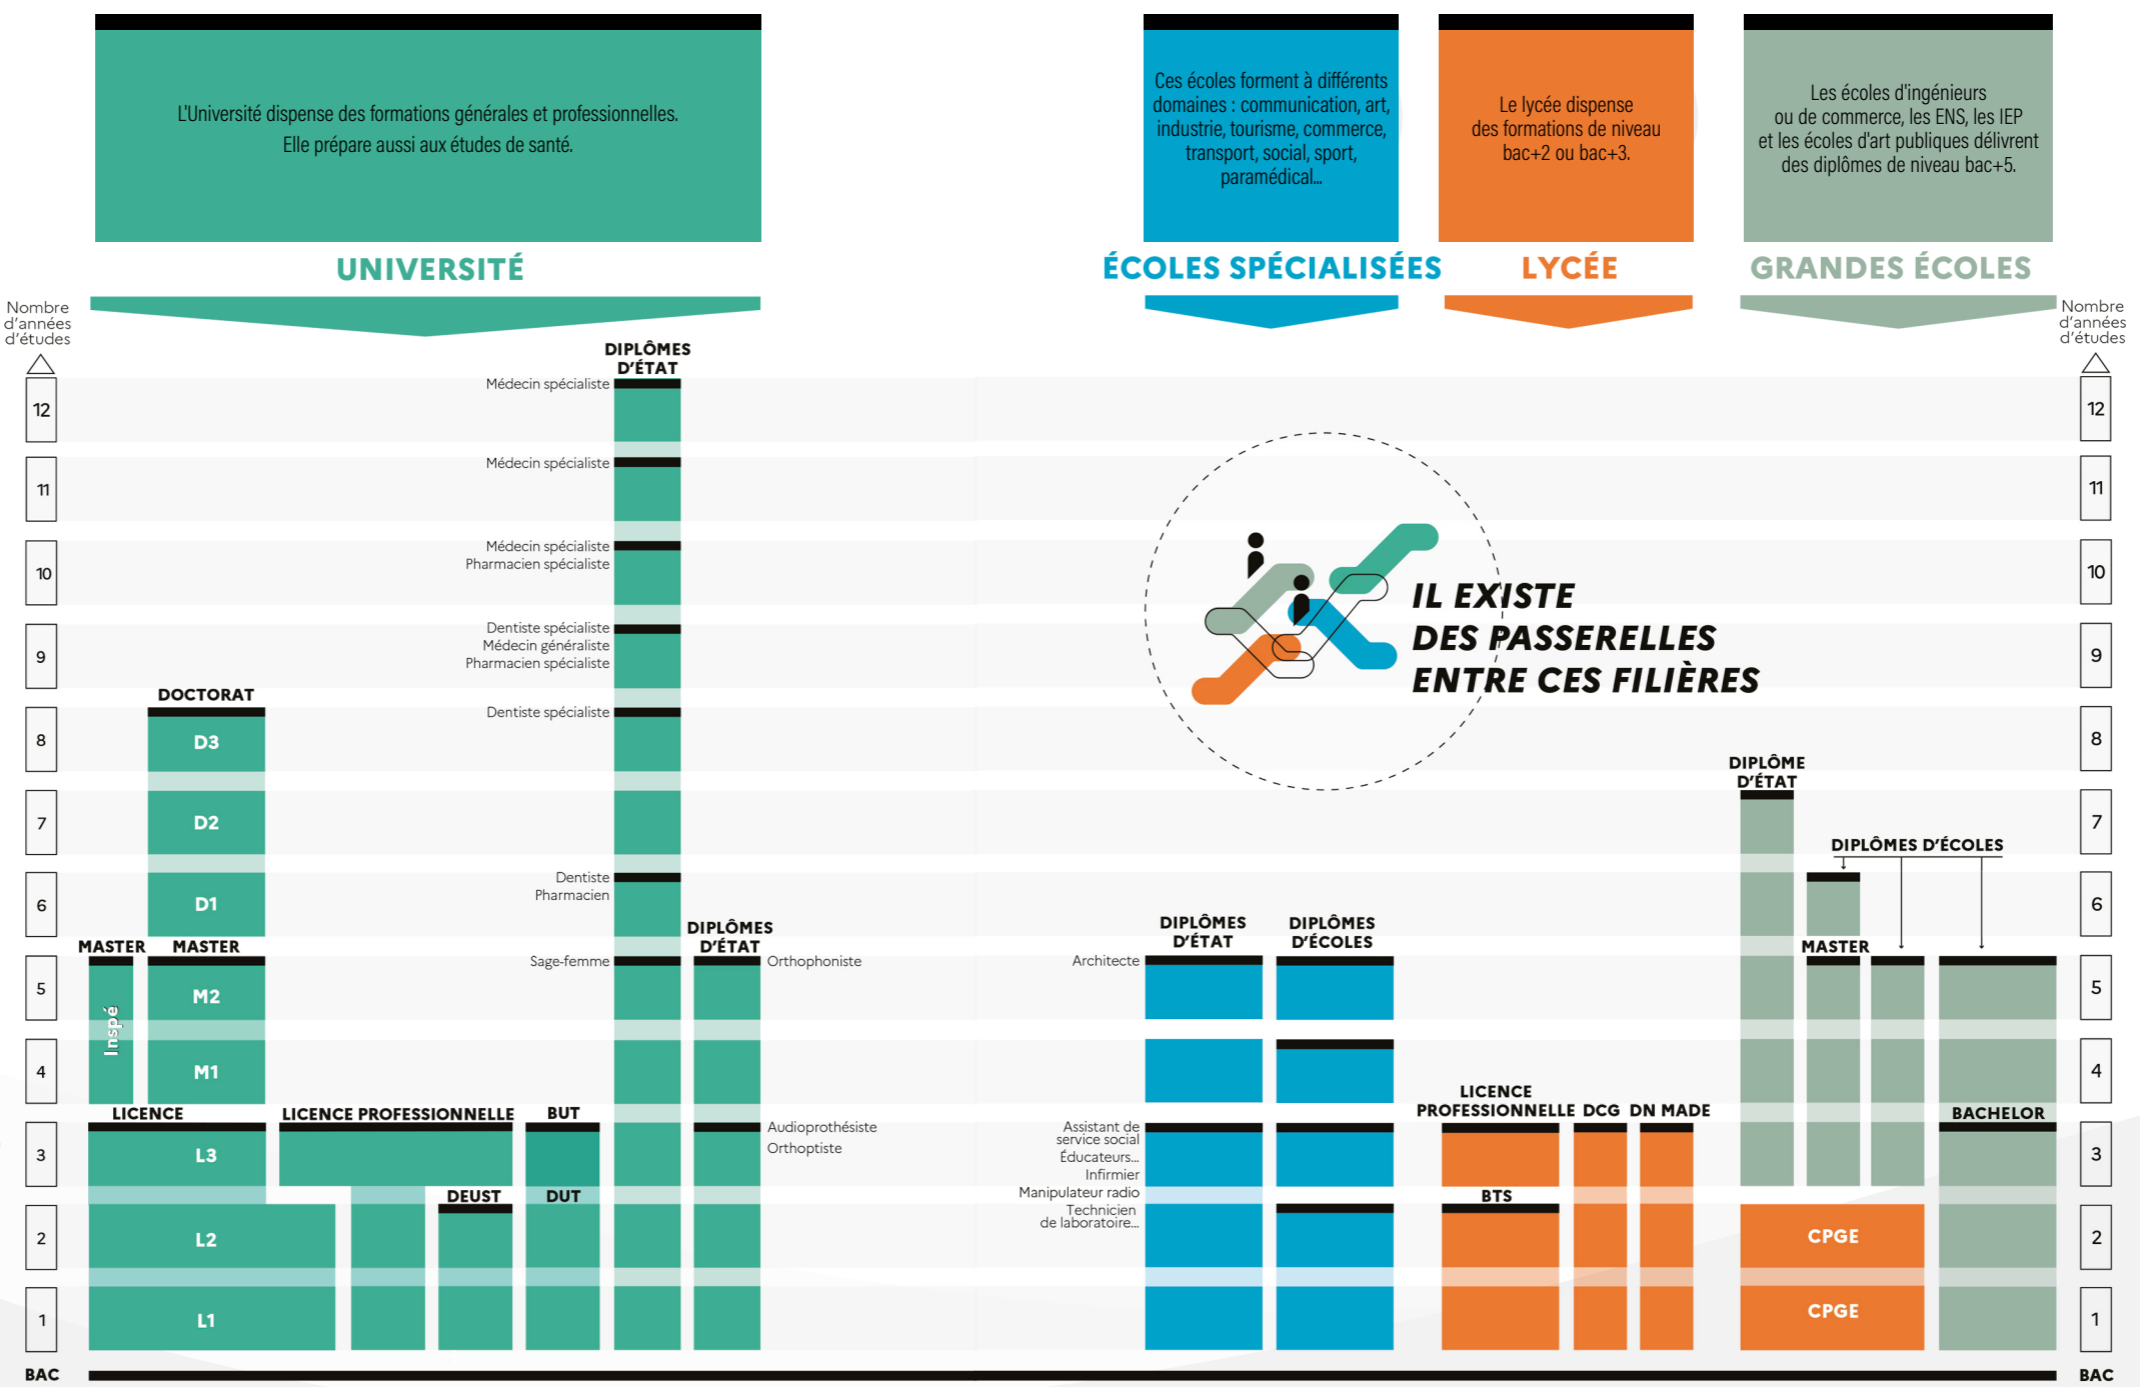 L'Université dispense des formations générales et professionnelles.
Elle prépare aussi aux études de santé.
Ces écoles forment à différents
domaines : communication, art,
industrie, tourisme, commerce,
transport, social, sport,
paramédical...
Le lycée dispense
des formations de niveau
bac+2 ou bac+3.
Les écoles d'ingénieurs
ou de commerce, les ENS, les IEP
et les écoles d'art publiques délivrent
des diplômes de niveau bac+5.
UNIVERSITÉ
ÉCOLES SPÉCIALISÉES
LYCÉE
GRANDES ÉCOLES
Nombre
d'années
d'études
12
11
10
9
8
7
6
5
4
3
2
1
BAC
DOCTORAT
D3
D2
D1
MASTER
Inspé
MASTER
M2
M1
LICENCE
L3
L2
L1
LICENCE PROFESSIONNELLE
DEUST
BUT
DUT
DIPLÔMES
D'ÉTAT
Médecin spécialiste
Médecin spécialiste
Médecin spécialiste
Pharmacien spécialiste
Dentiste spécialiste
Médecin généraliste
Pharmacien spécialiste
Dentiste spécialiste
Dentiste
Pharmacien
Sage-femme
DIPLÔMES
D'ÉTAT
Orthophoniste
Audioprothésiste
Orthoptiste
IL EXISTE
DES PASSERELLES
ENTRE CES FILIÈRES
DIPLÔMES
D'ÉTAT
Architecte
Assistant de
service social
Éducateurs...
Infirmier
Manipulateur radio
Technicien
de laboratoire...
DIPLÔMES
D'ÉCOLES
LICENCE
PROFESSIONNELLE
BTS
DCG
DN MADE
DIPLÔME
D'ÉTAT
DIPLÔMES D'ÉCOLES
MASTER
BACHELOR
CPGE
CPGE
Nombre
d'années
d'études
12
11
10
9
8
7
6
5
4
3
2
1
BAC